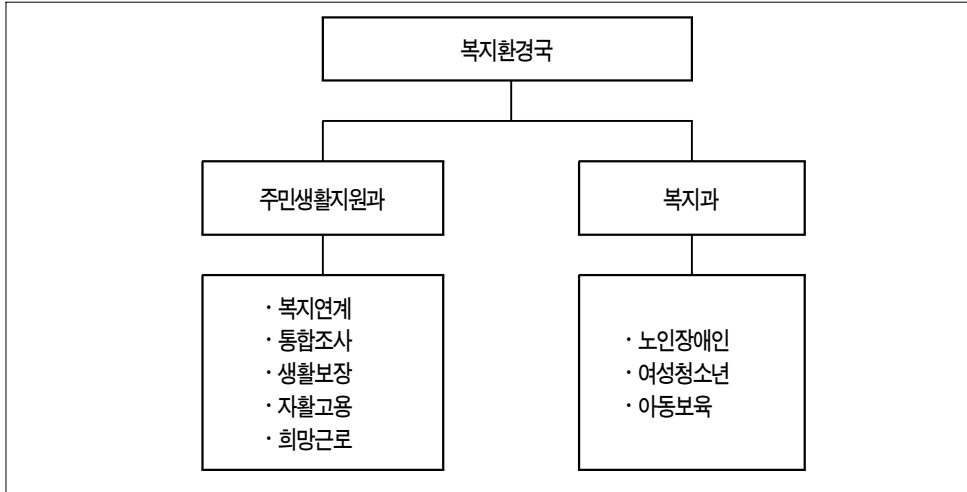 복지환경국
주민생활지원과
복지과
· 복지연계
· 통합조사
· 생활보장
· 자활고용
· 희망근로
· 노인장애인
· 여성청소년
· 아동보육